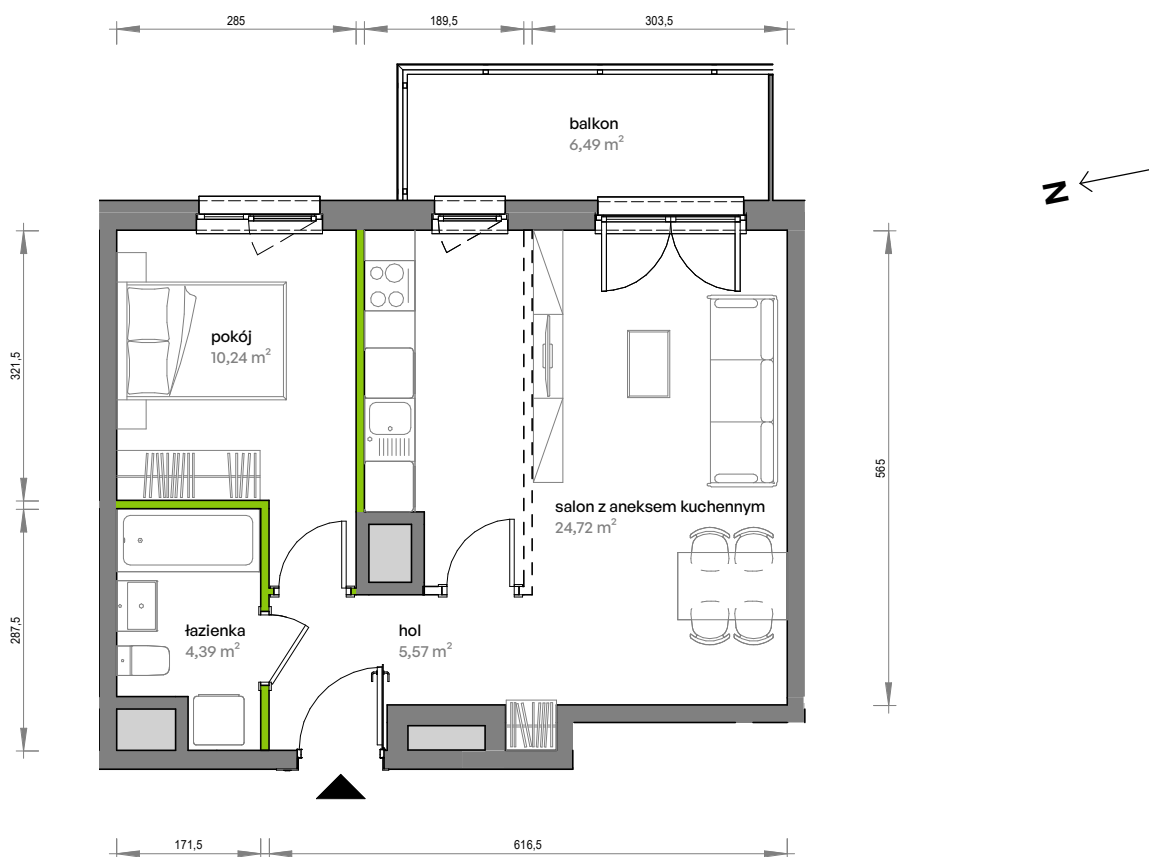 285
189,5
303,5
balkon
6,49 m²
N
321,5
pokój
10,24 m²
565
salon z aneksem kuchennym
24,72 m²
287,5
łazienka
4,39 m²
hol
5,57 m²
171,5
616,5